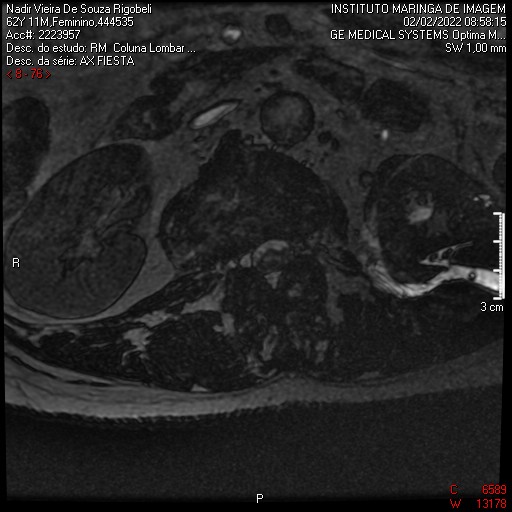 Nadir Vieira De Souza Rigobeli
62Y 11M,Feminino,444535
Acc#: 2223957
Desc. do estudo: RM Coluna Lombar ...
Desc. da série: AX FIESTA
< 8 - 76 >
INSTITUTO MARINGA DE IMAGEM
02/02/2022 08:58:15
GE MEDICAL SYSTEMS Optima M...
SW 1,00 mm
R
3 cm
P
C 6589
W 13178